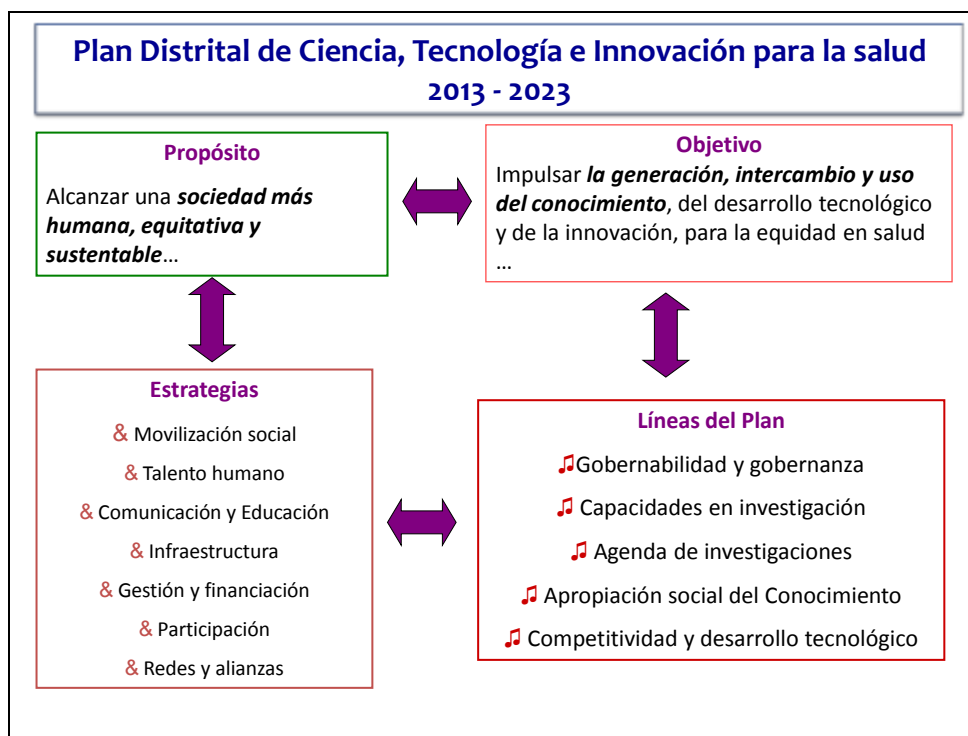 Plan Distrital de Ciencia, Tecnología e Innovación para la salud
2013 - 2023
Propósito
Alcanzar una sociedad más
humana, equitativa y
sustentable...
Objetivo
Impulsar la generación, intercambio y uso
del conocimiento, del desarrollo tecnológico
y de la innovación, para la equidad en salud
...
Estrategias
& Movilización social
& Talento humano
& Comunicación y Educación
& Infraestructura
& Gestión y financiación
& Participación
& Redes y alianzas
Líneas del Plan
♫Gobernabilidad y gobernanza
♫ Capacidades en investigación
♫ Agenda de investigaciones
♫ Apropiación social del Conocimiento
♫ Competitividad y desarrollo tecnológico